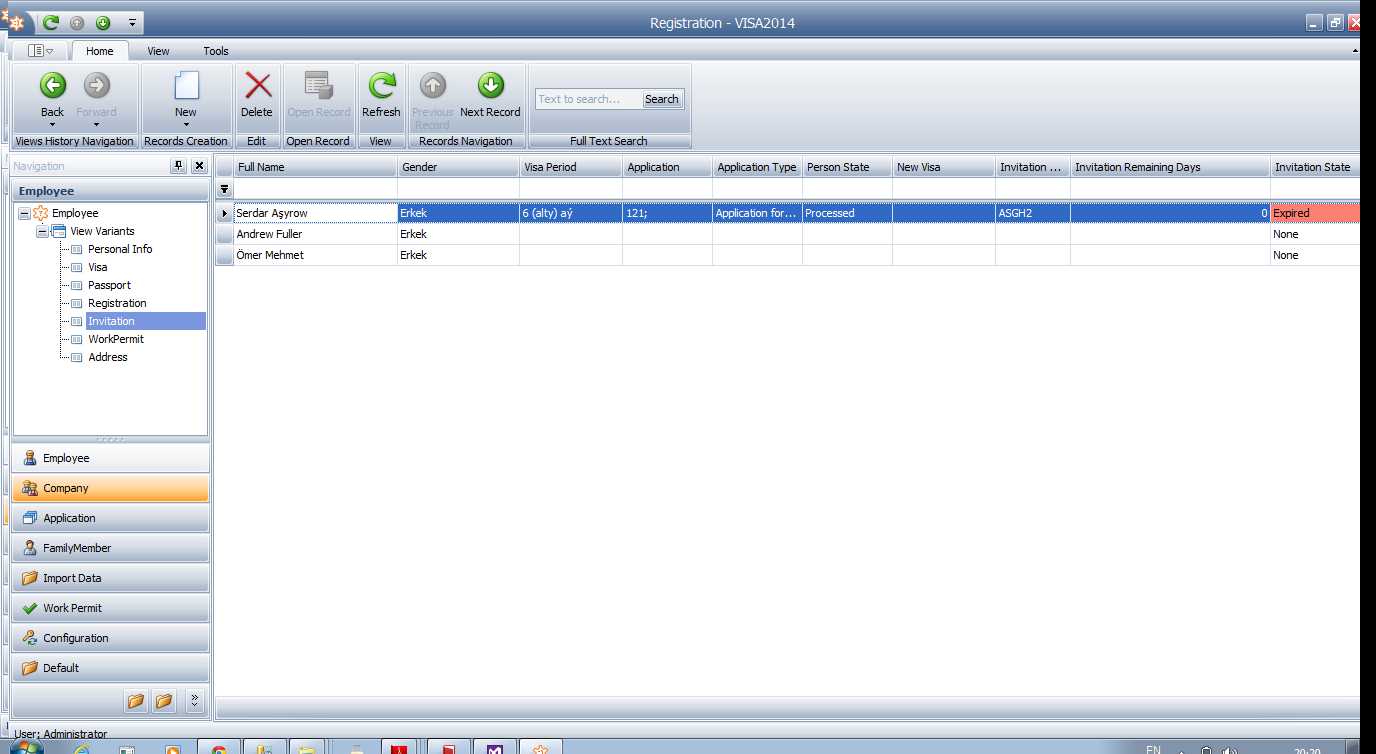 Registration - VISA2014
Home View Tools
Back Forward New Delete Open Record Refresh Previous Record Next Record Text to search... Search
Views History Navigation Records Creation Edit Open Record View Records Navigation Full Text Search
Navigation
Employee
Employee
View Variants
Personal Info
Visa
Passport
Registration
Invitation
WorkPermit
Address
Employee
Company
Application
FamilyMember
Import Data
Work Permit
Configuration
Default
Full Name Gender Visa Period Application Application Type Person State New Visa Invitation ... Invitation Remaining Days Invitation State
Serdar Aşyrow Erkek 6 (alty) aý 121; Application for... Processed ASGH2 0 Expired
Andrew Fuller Erkek None
Ömer Mehmet Erkek None
User: Administrator
EN 20:20